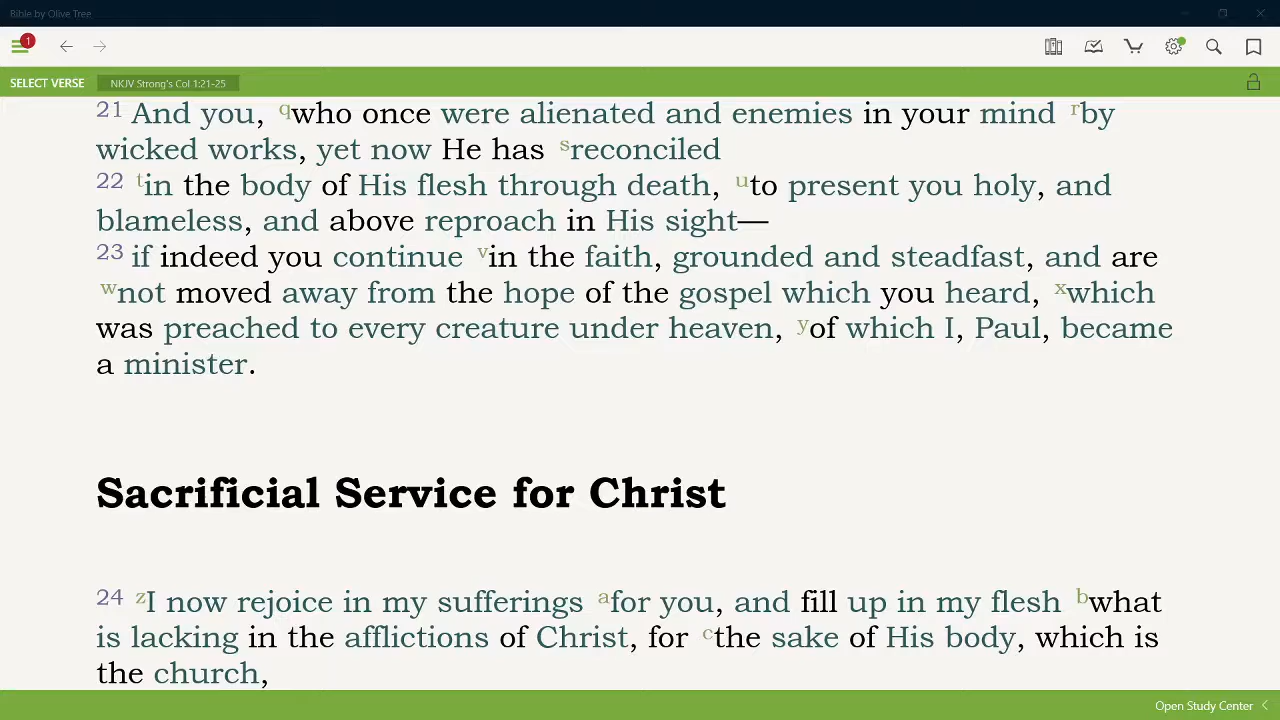 Bible by Olive Tree
1
SELECT VERSE NKJV Strong's Col 1:21-25
21 And you, qwho once were alienated and enemies in your mind rby
wicked works, yet now He has sreconciled
22 tin the body of His flesh through death, uto present you holy, and
blameless, and above reproach in His sight—
23 if indeed you continue vin the faith, grounded and steadfast, and are
wnot moved away from the hope of the gospel which you heard, xwhich
was preached to every creature under heaven, yof which I, Paul, became
a minister.
Sacrificial Service for Christ
24 zI now rejoice in my sufferings afor you, and fill up in my flesh bwhat
is lacking in the afflictions of Christ, for cthe sake of His body, which is
the church,
Open Study Center